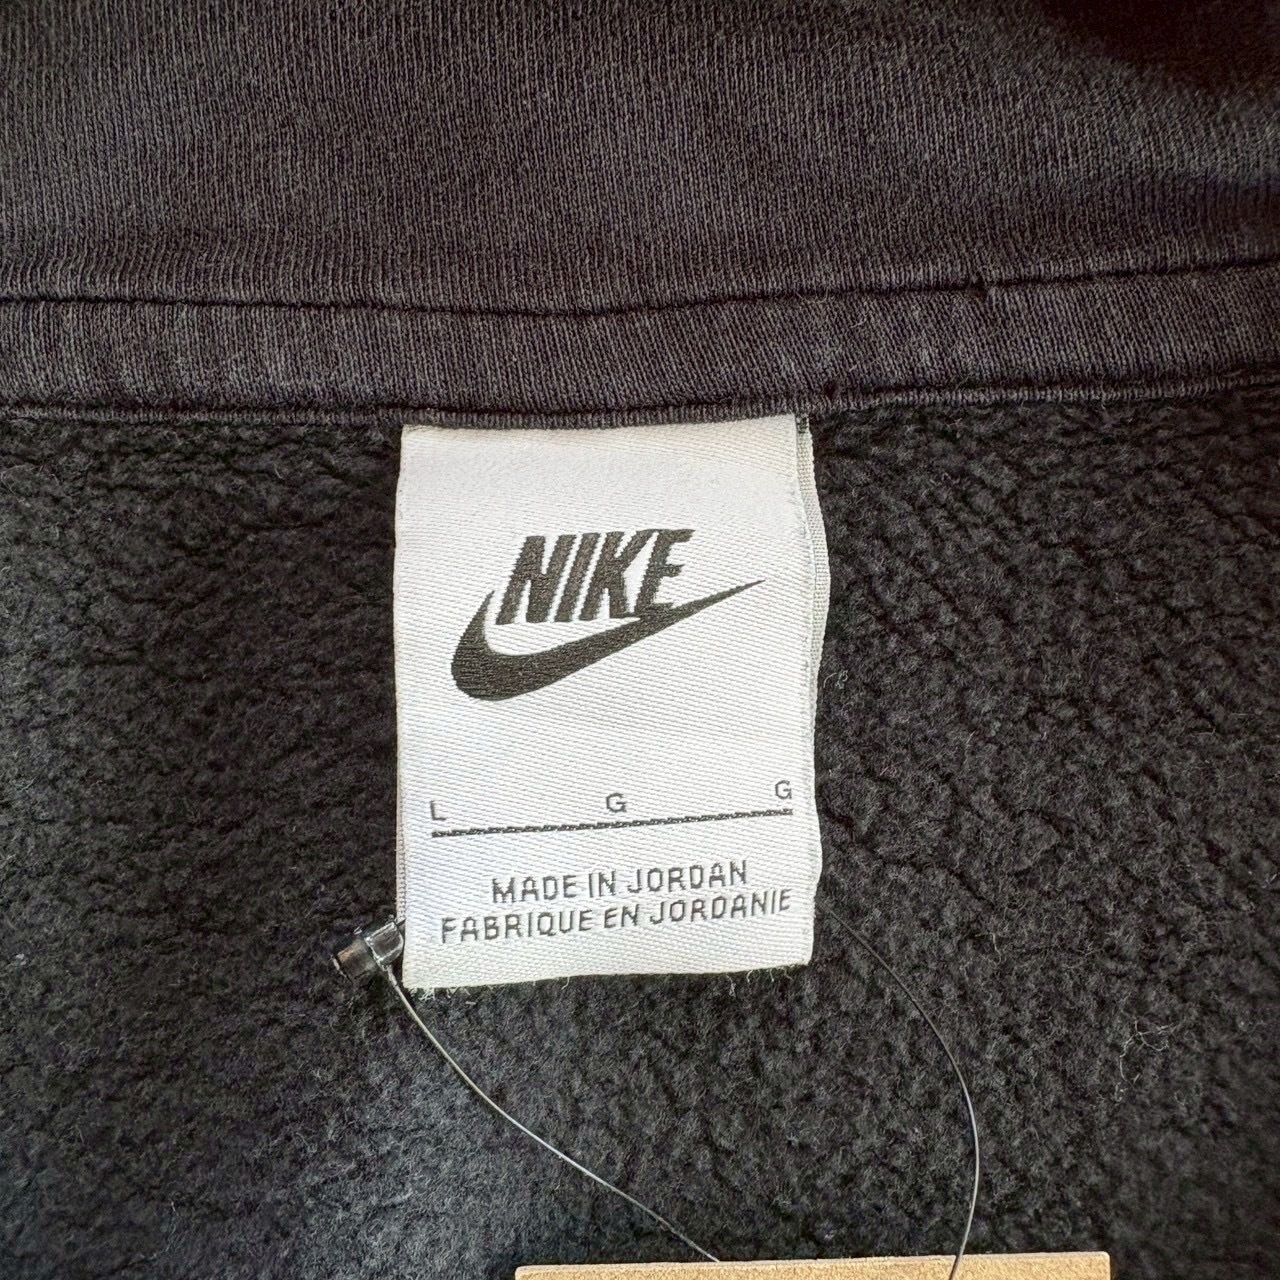 NIKE
L G G
MADE IN JORDAN
FABRIQUE EN JORDANIE